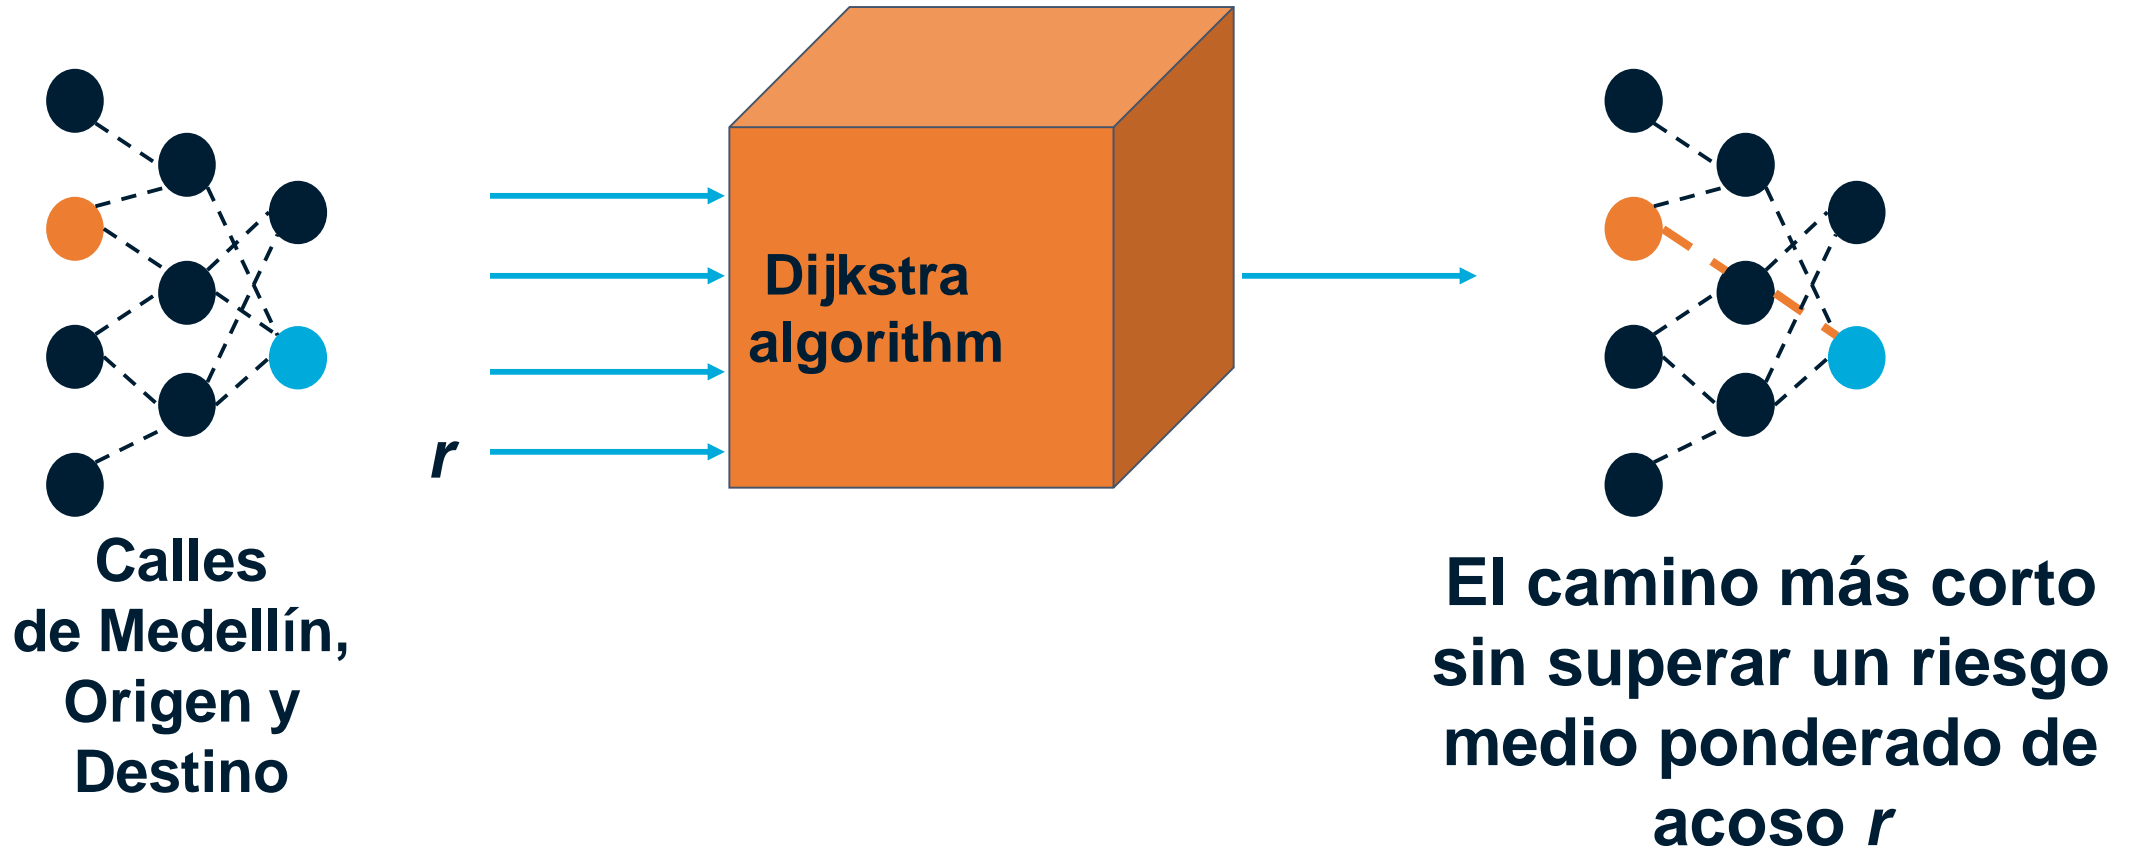 Calles
de Medellín,
Origen y
Destino
r
Dijkstra
algorithm
El camino más corto
sin superar un riesgo
medio ponderado de
acoso r